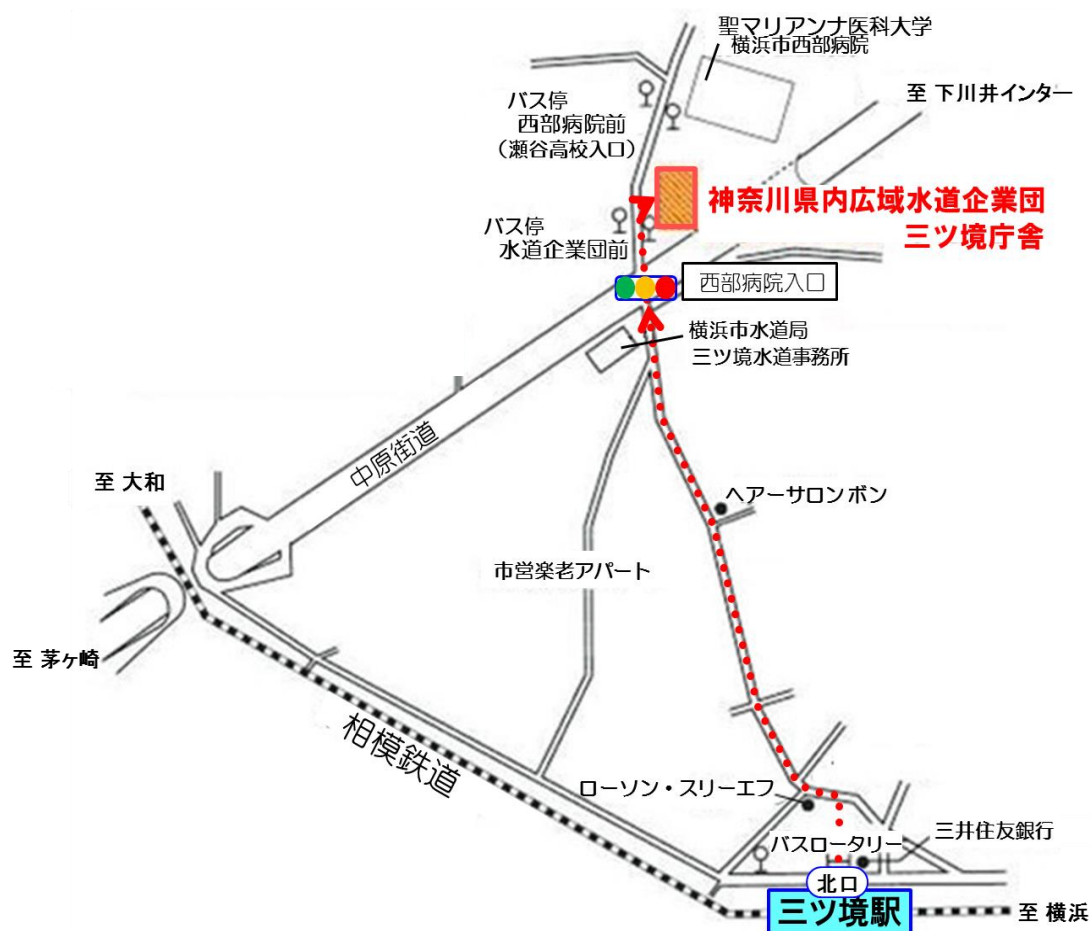 聖マリアンナ医科大学
横浜市西部病院
至 下川井インター
バス停
西部病院前
(瀬谷高校入口)
神奈川県内広域水道企業団
三ツ境庁舎
バス停
水道企業団前
西部病院入口
横浜市水道局
三ツ境水道事務所
中原街道
至 大和
ヘアーサロン ボン
市営楽老アパート
至 茅ヶ崎
相模鉄道
ローソン・スリーエフ
バスロータリー
三井住友銀行
北口
三ツ境駅
至 横浜